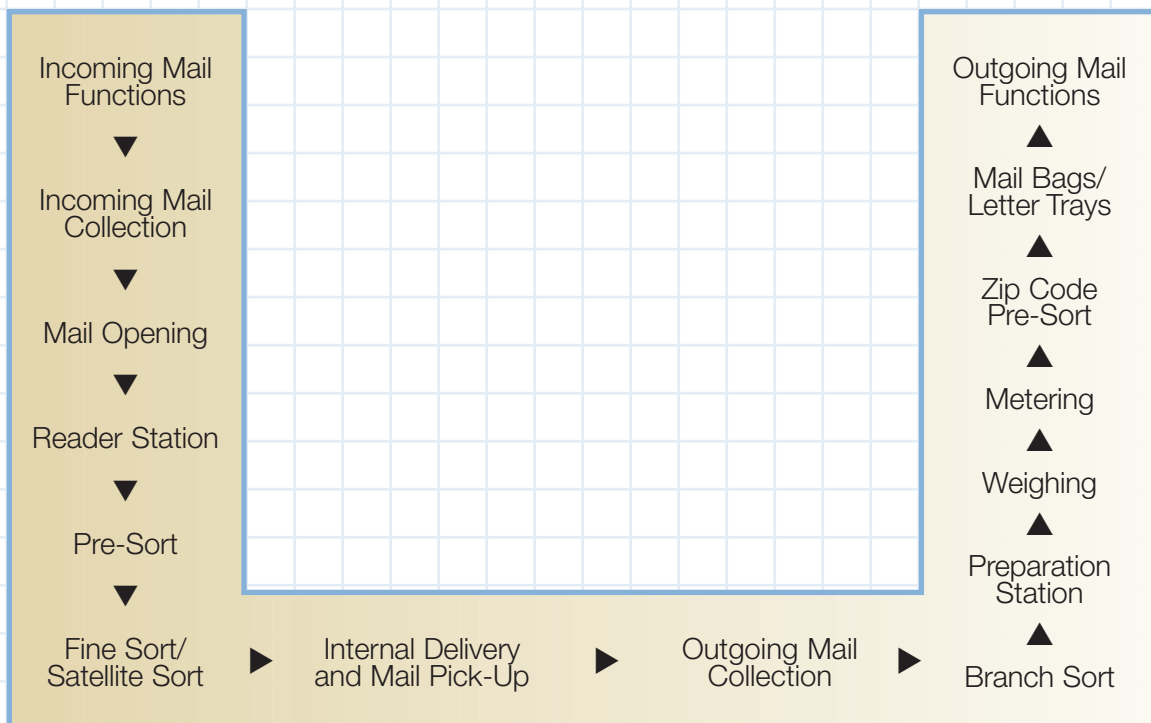 Incoming Mail
Functions
Incoming Mail
Collection
Mail Opening
Reader Station
Pre-Sort
Fine Sort/
Satellite Sort
Internal Delivery
and Mail Pick-Up
Outgoing Mail
Collection
Branch Sort
Preparation
Station
Weighing
Metering
Zip Code
Pre-Sort
Mail Bags/
Letter Trays
Outgoing Mail
Functions